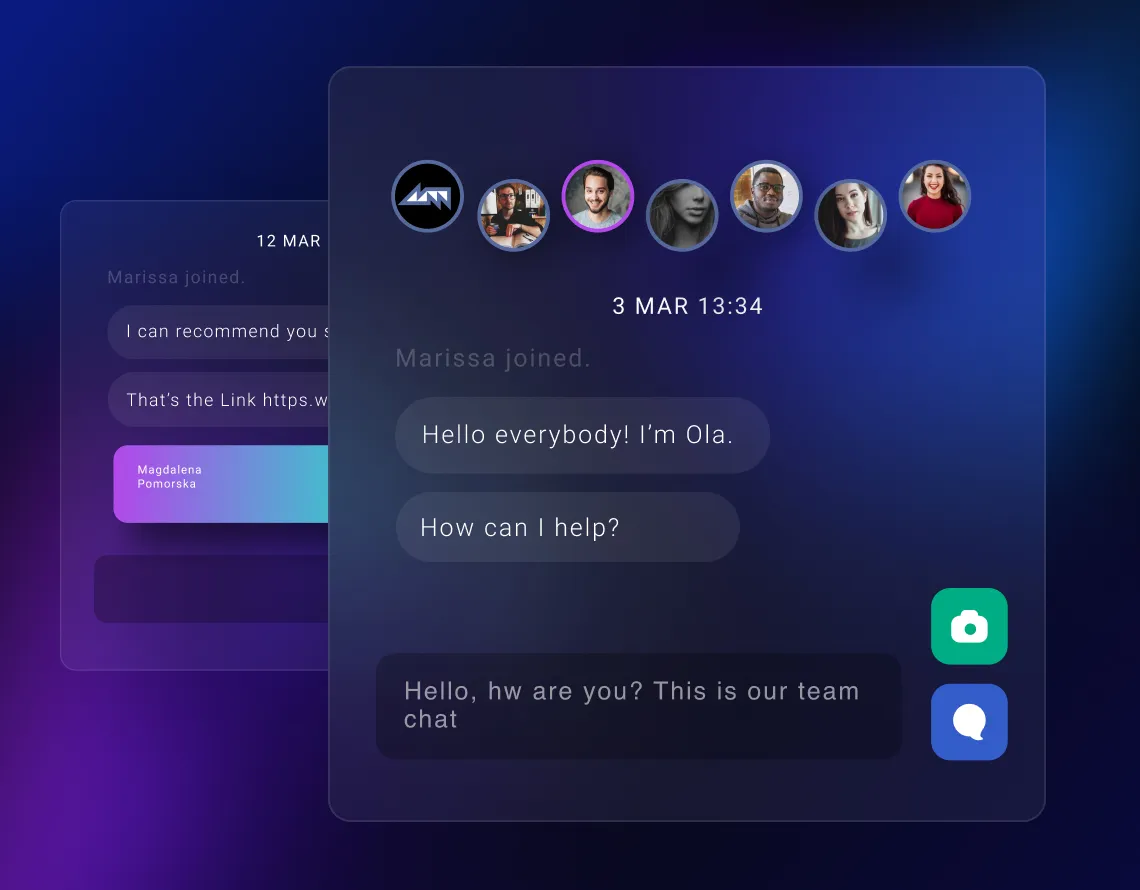 12 MAR
Marissa joined.
I can recommend you
That's the Link https.w
Magdalena
Pomorska
3 MAR 13:34
Marissa joined.
Hello everybody! I’m Ola.
How can I help?
Hello, hw are you? This is our team
chat